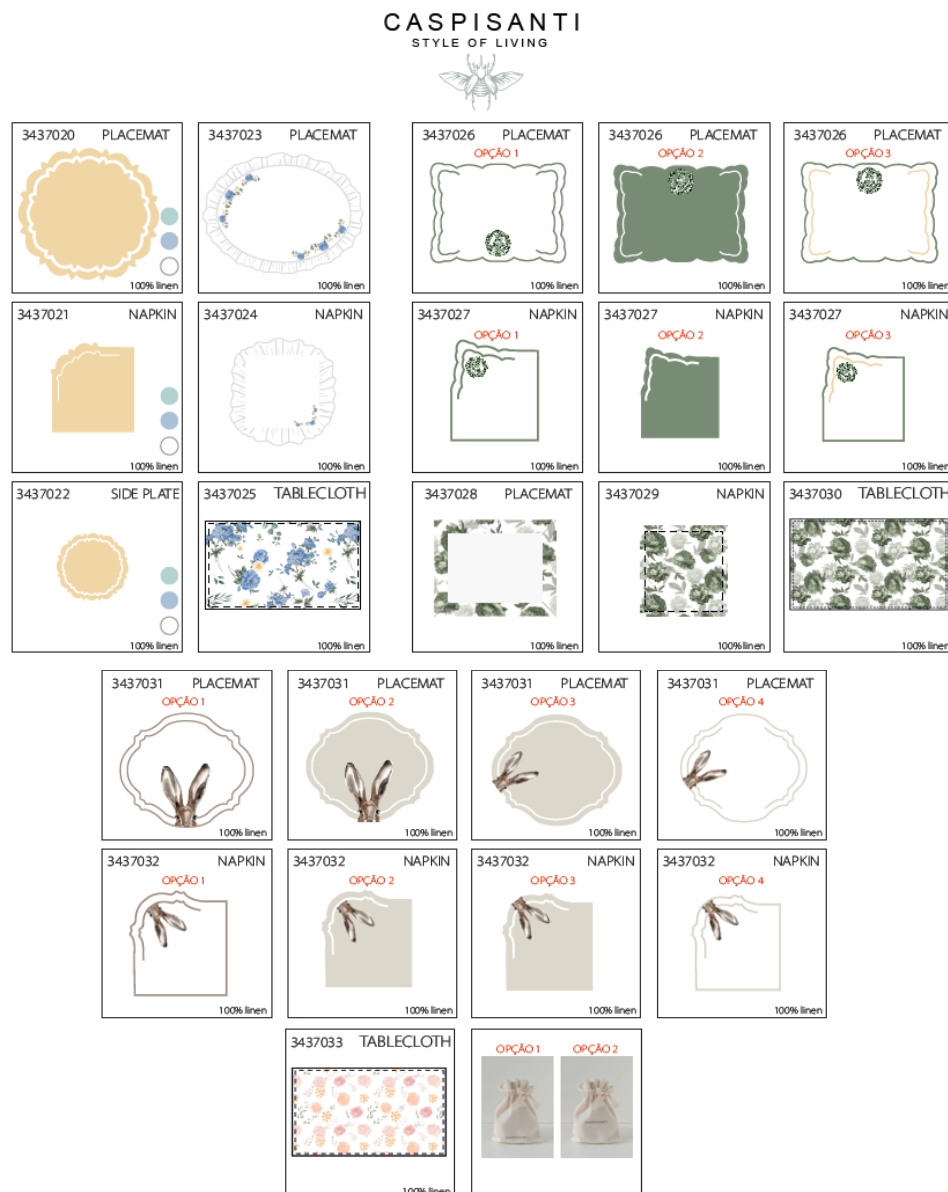 CASPISANTI
STYLE OF LIVING
3437020 PLACEMAT
100% linen
3437023 PLACEMAT
100% linen
3437026 PLACEMAT
OPÇÃO 1
100% linen
3437026 PLACEMAT
OPÇÃO 2
100% linen
3437026 PLACEMAT
OPÇÃO 3
100% linen
3437021 NAPKIN
100% linen
3437024 NAPKIN
100% linen
3437027 NAPKIN
OPÇÃO 1
100% linen
3437027 NAPKIN
OPÇÃO 2
100% linen
3437027 NAPKIN
OPÇÃO 3
100% linen
3437022 SIDE PLATE
100% linen
3437025 TABLECLOTH
100% linen
3437028 PLACEMAT
100% linen
3437029 NAPKIN
100% linen
3437030 TABLECLOTH
100% linen
3437031 PLACEMAT
OPÇÃO 1
100% linen
3437031 PLACEMAT
OPÇÃO 2
100% linen
3437031 PLACEMAT
OPÇÃO 3
100% linen
3437031 PLACEMAT
OPÇÃO 4
100% linen
3437032 NAPKIN
OPÇÃO 1
100% linen
3437032 NAPKIN
OPÇÃO 2
100% linen
3437032 NAPKIN
OPÇÃO 3
100% linen
3437032 NAPKIN
OPÇÃO 4
100% linen
3437033 TABLECLOTH
100% linen
OPÇÃO 1 OPÇÃO 2